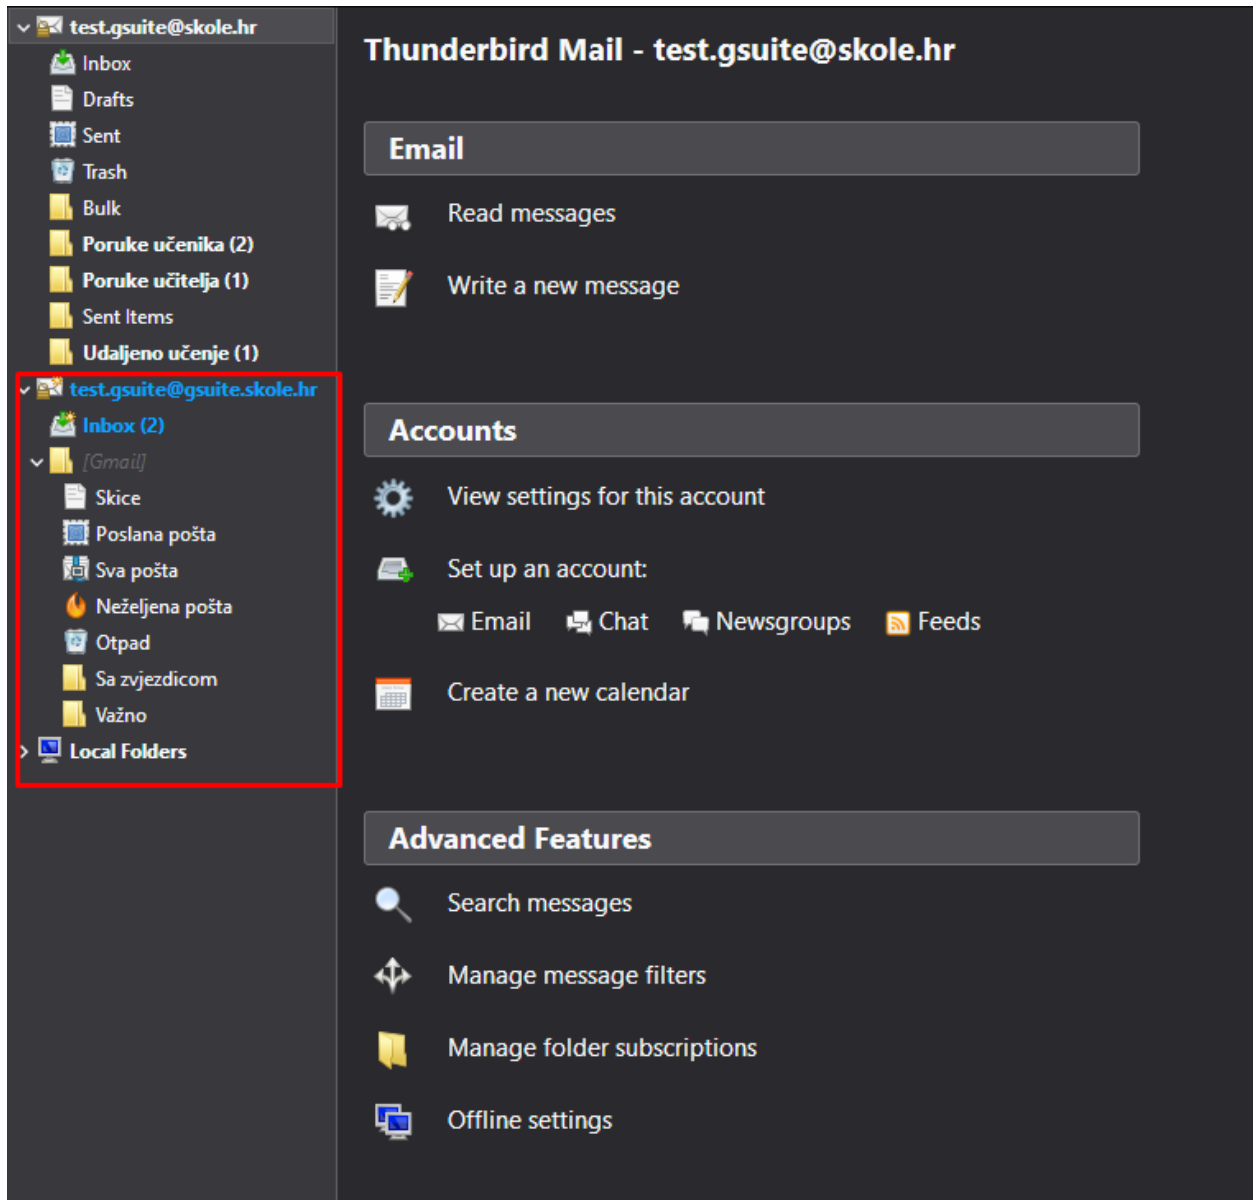 test.gsuite@skole.hr
Inbox
Drafts
Sent
Trash
Bulk
Poruke učenika (2)
Poruke učitelja (1)
Sent Items
Udaljeno učenje (1)
test.gsuite@gsuite.skole.hr
Inbox (2)
[Gmail]
Skice
Poslana pošta
Sva pošta
Neželjena pošta
Otpad
Sa zvjezdicom
Važno
Local Folders
Thunderbird Mail - test.gsuite@skole.hr
Email
Read messages
Write a new message
Accounts
View settings for this account
Set up an account:
Email Chat Newsgroups Feeds
Create a new calendar
Advanced Features
Search messages
Manage message filters
Manage folder subscriptions
Offline settings